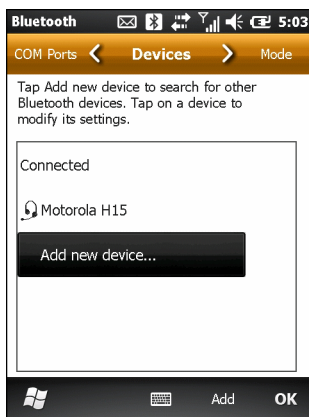 Bluetooth 5:03
COM Ports Devices Mode
Tap Add new device to search for other
Bluetooth devices. Tap on a device to
modify its settings.
Connected
Motorola H15
Add new device...
Add OK